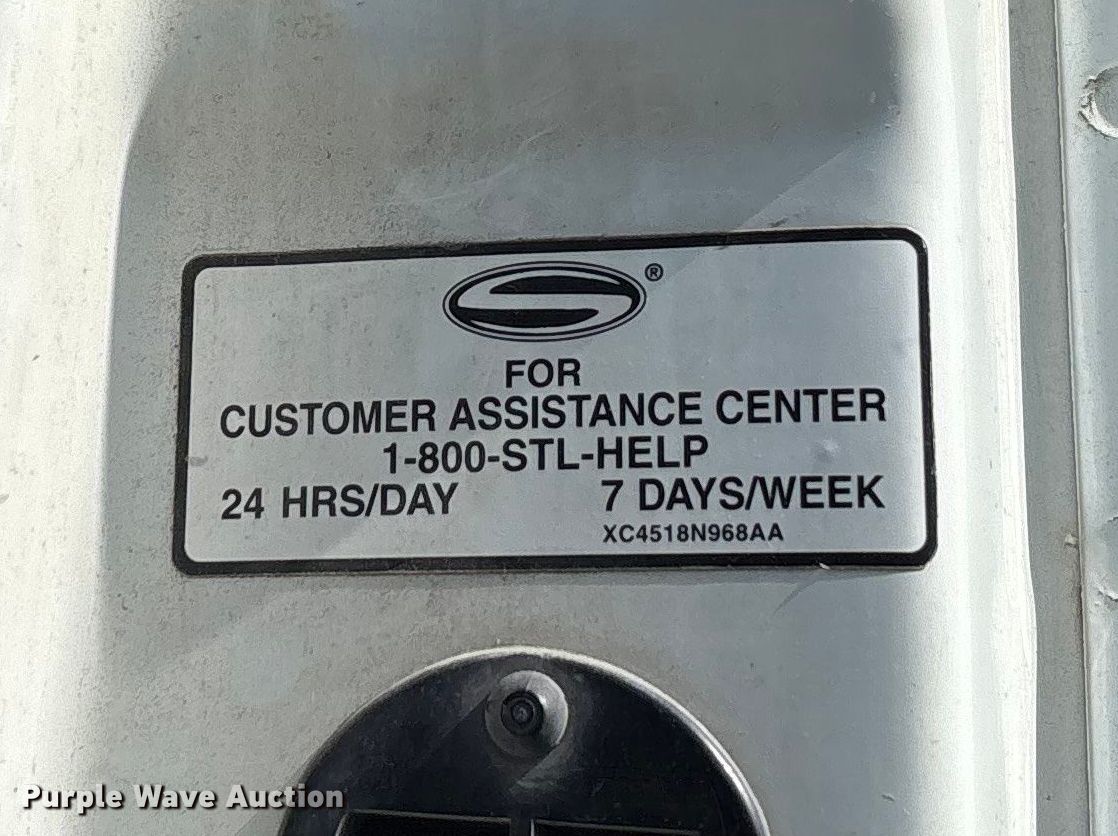 ®
FOR
CUSTOMER ASSISTANCE CENTER
1-800-STL-HELP
24 HRS/DAY 7 DAYS/WEEK
XC4518N968AA
Purple Wave Auction